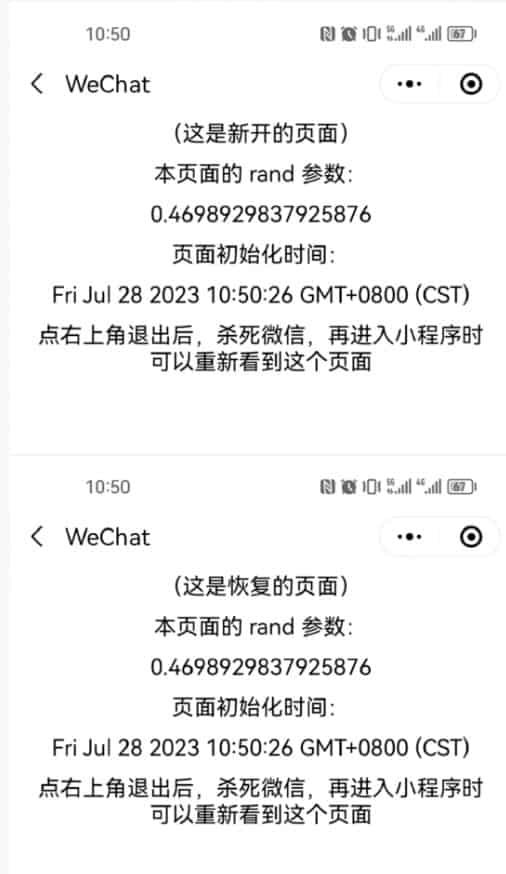 10:50
5G 4G 67
WeChat
（这是新开的页面）
本页面的 rand 参数：
0.4698929837925876
页面初始化时间：
Fri Jul 28 2023 10:50:26 GMT+0800 (CST)
点右上角退出后，杀死微信，再进入小程序时
可以重新看到这个页面
10:50
5G 4G 67
WeChat
（这是恢复的页面）
本页面的 rand 参数：
0.4698929837925876
页面初始化时间：
Fri Jul 28 2023 10:50:26 GMT+0800 (CST)
点右上角退出后，杀死微信，再进入小程序时
可以重新看到这个页面